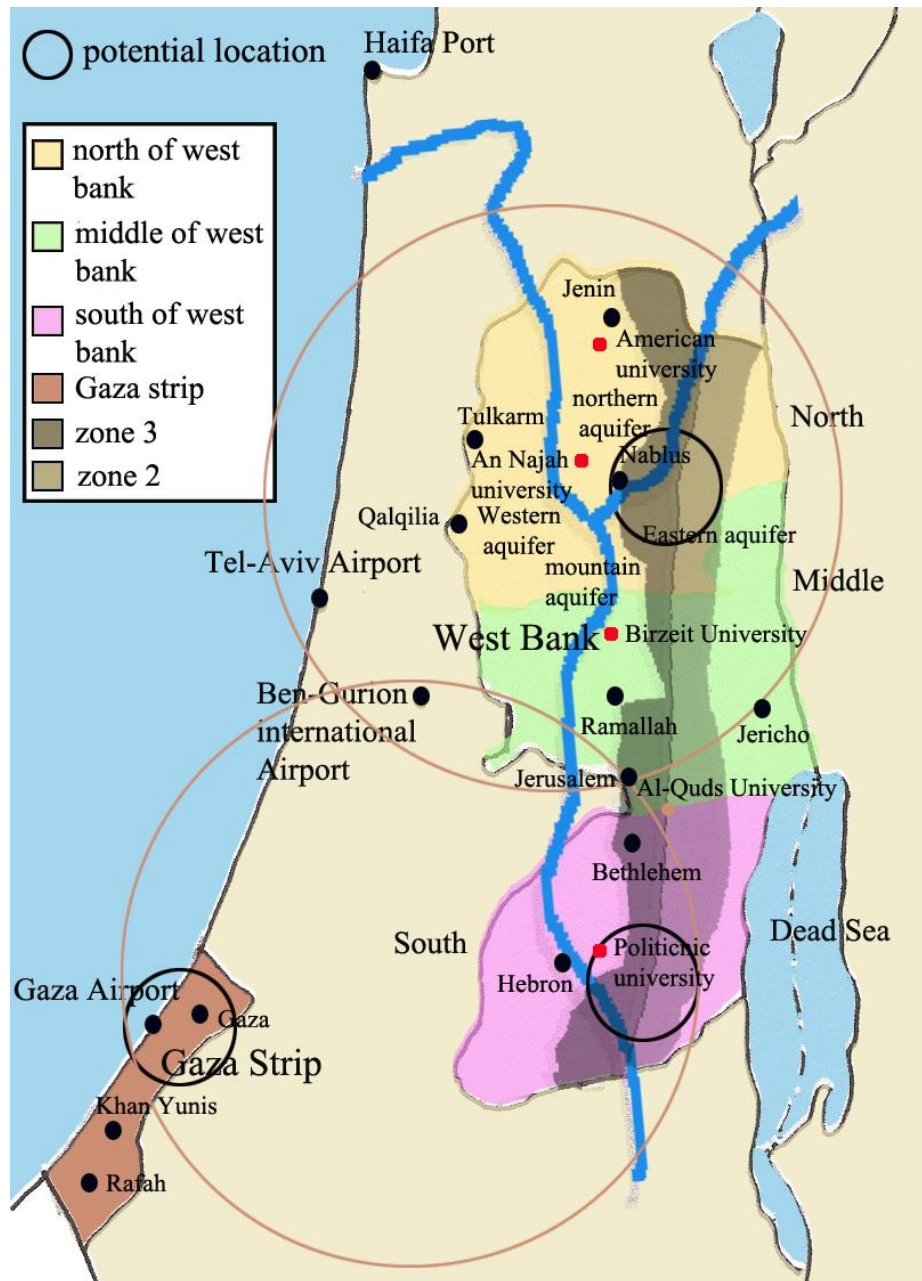 Haifa Port
potential location
north of west
bank
middle of west
bank
south of west
bank
Gaza strip
zone 3
zone 2
Jenin
American
university
northern
aquifer
North
Tulkarm
An Najah
university
Nablus
Qalqilia
Western
aquifer
Eastern aquifer
mountain
aquifer
Tel-Aviv Airport
Middle
West Bank
Birzeit University
Ben-Gurion
international
Airport
Ramallah
Jericho
Jerusalem
Al-Quds University
Bethlehem
South
Hebron
Politicnic
university
Dead Sea
Gaza Airport
Gaza
Gaza Strip
Khan Yunis
Rafah